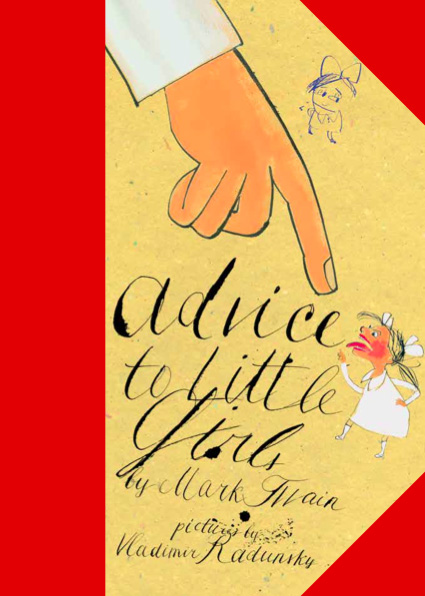 advice
to Little
Girls
by Mark Twain
pictures by
Vladimir Radunsky